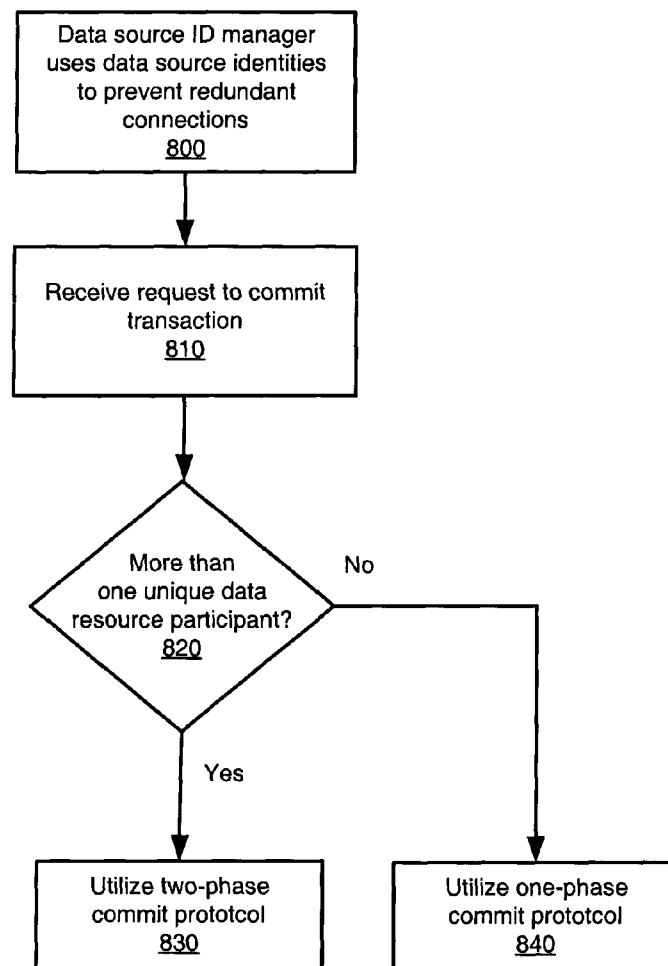 Data source ID manager
uses data source identities
to prevent redundant
connections
800
Receive request to commit
transaction
810
More than
one unique data
resource participant?
820
No
Yes
Utilize two-phase
commit prototcol
830
Utilize one-phase
commit prototcol
840